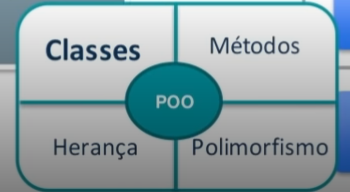 Classes
Métodos
POO
Herança
Polimorfismo